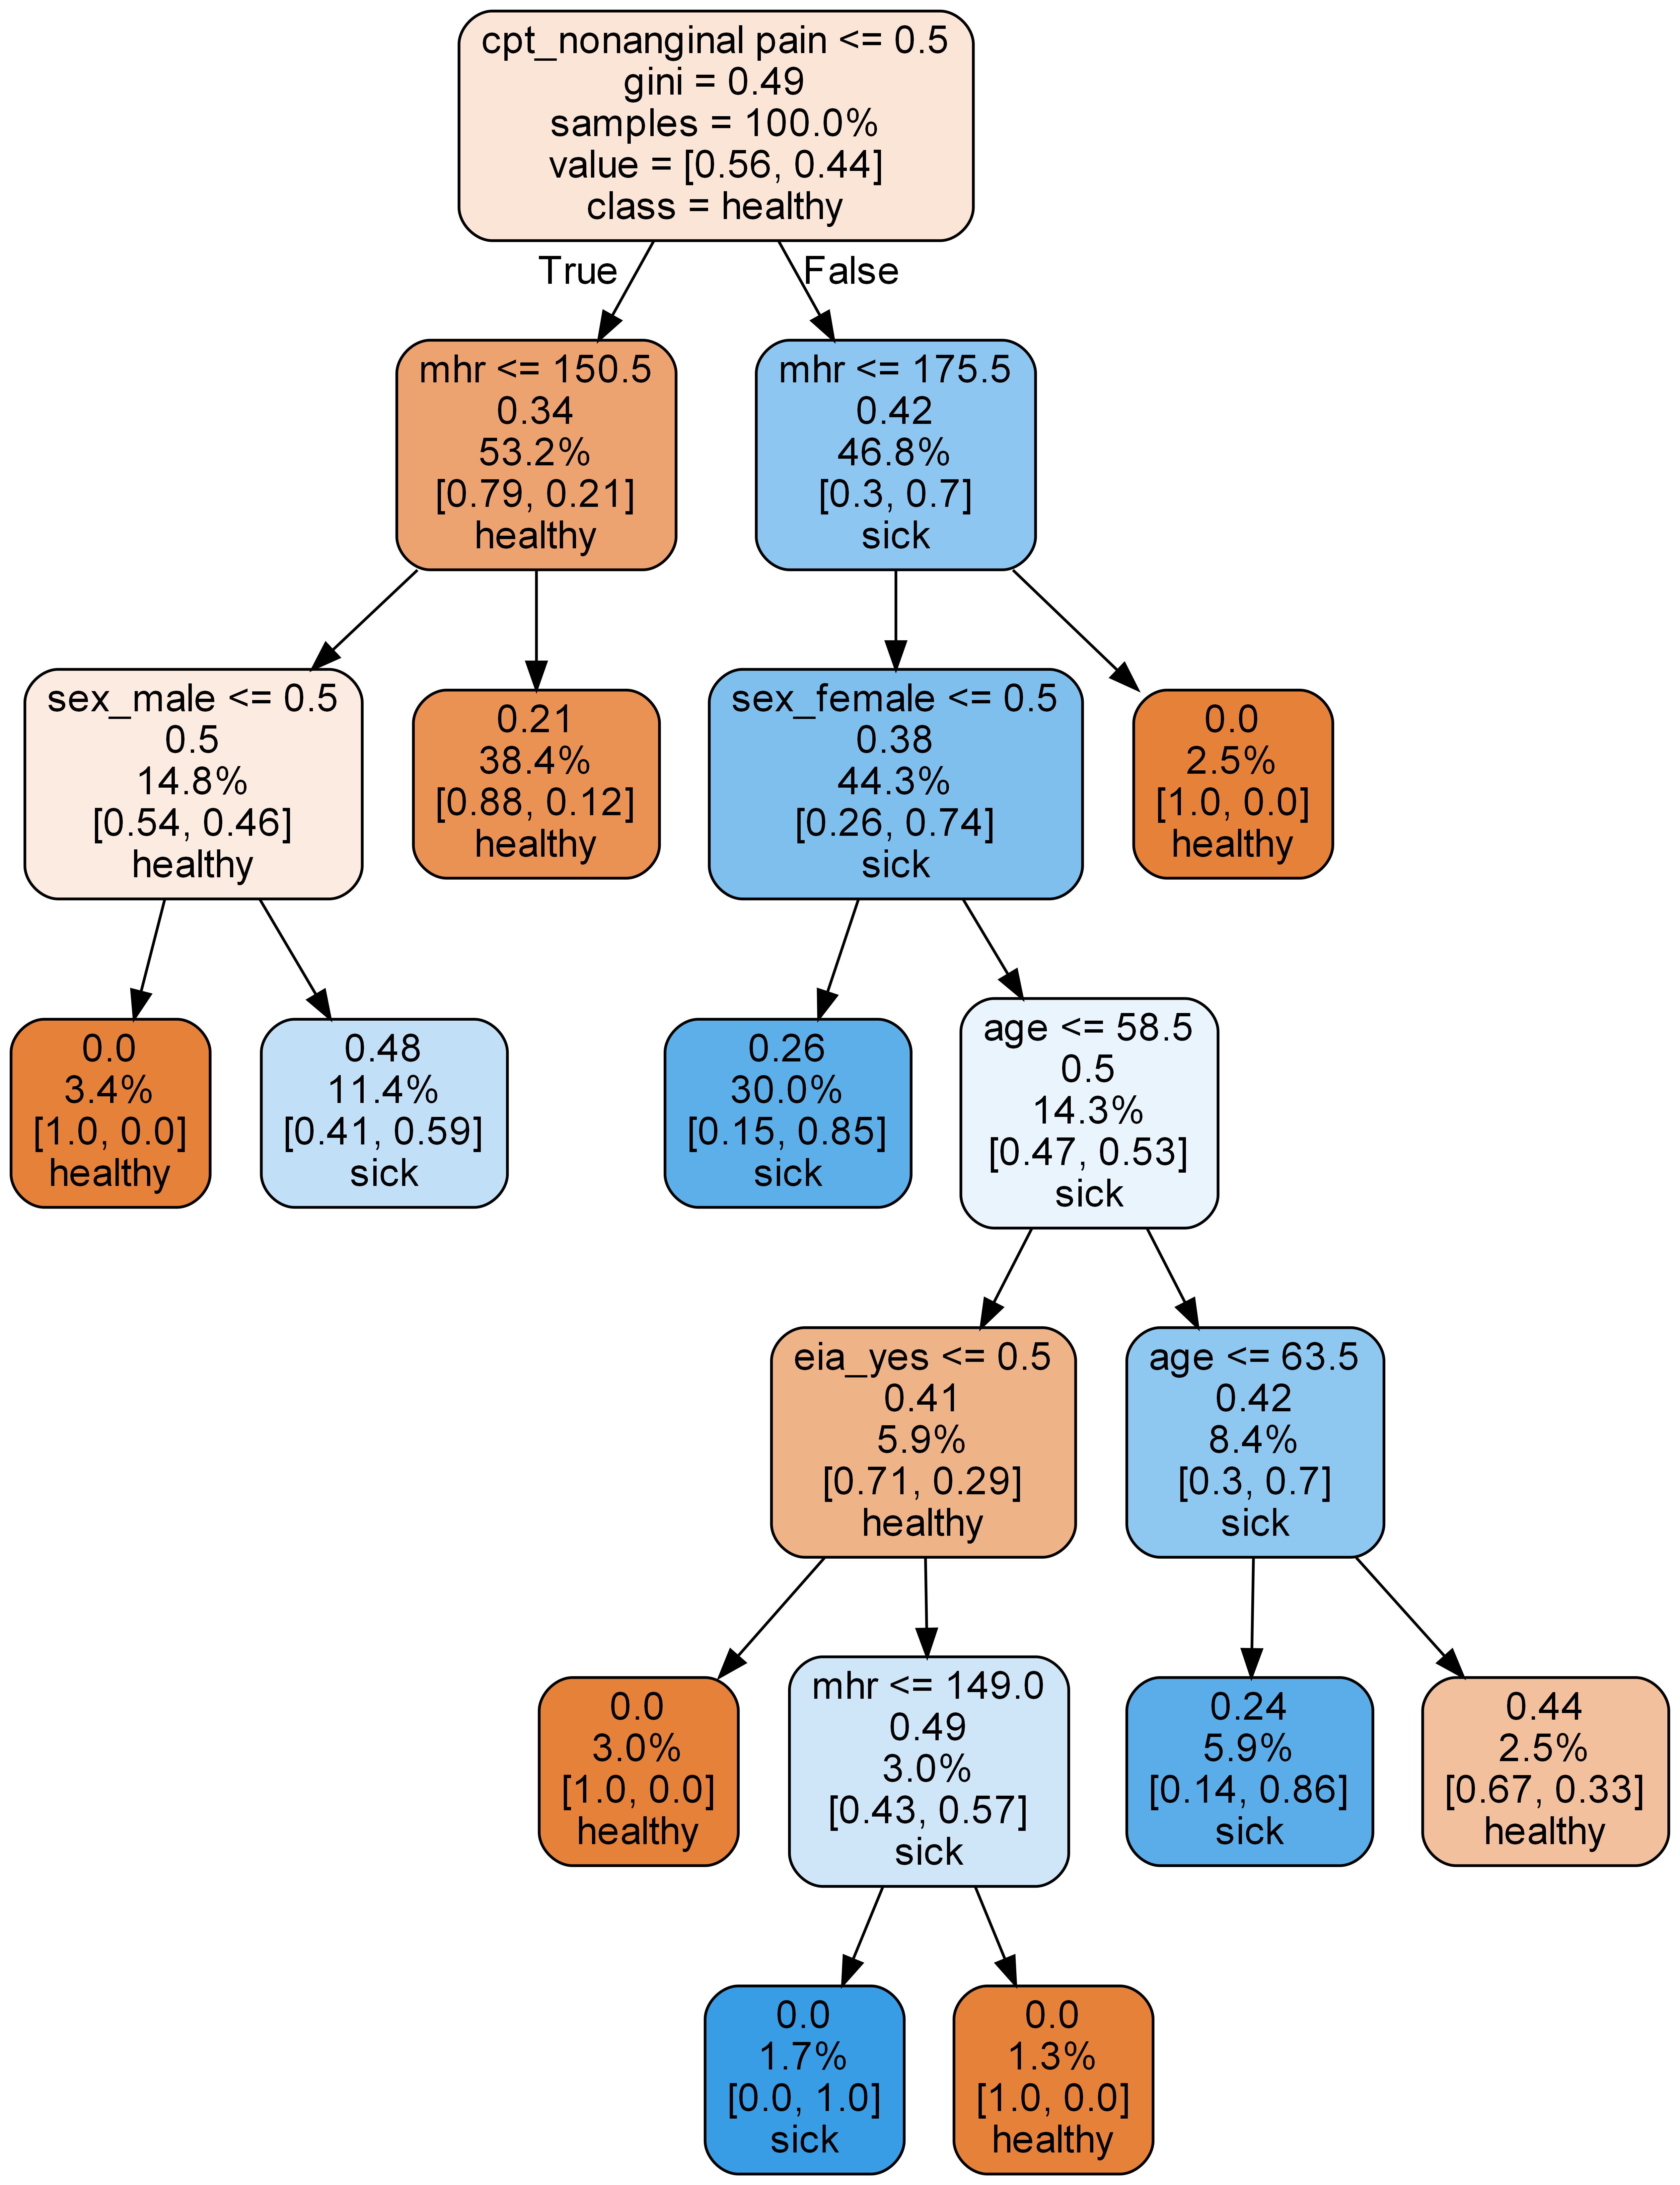 cpt_nonanginal pain <= 0.5
gini = 0.49
samples = 100.0%
value = [0.56, 0.44]
class = healthy
True
False
mhr <= 150.5
0.34
53.2%
[0.79, 0.21]
healthy
mhr <= 175.5
0.42
46.8%
[0.3, 0.7]
sick
sex_male <= 0.5
0.5
14.8%
[0.54, 0.46]
healthy
0.21
38.4%
[0.88, 0.12]
healthy
sex_female <= 0.5
0.38
44.3%
[0.26, 0.74]
sick
0.0
2.5%
[1.0, 0.0]
healthy
0.0
3.4%
[1.0, 0.0]
healthy
0.48
11.4%
[0.41, 0.59]
sick
0.26
30.0%
[0.15, 0.85]
sick
age <= 58.5
0.5
14.3%
[0.47, 0.53]
sick
eia_yes <= 0.5
0.41
5.9%
[0.71, 0.29]
healthy
age <= 63.5
0.42
8.4%
[0.3, 0.7]
sick
0.0
3.0%
[1.0, 0.0]
healthy
mhr <= 149.0
0.49
3.0%
[0.43, 0.57]
sick
0.24
5.9%
[0.14, 0.86]
sick
0.44
2.5%
[0.67, 0.33]
healthy
0.0
1.7%
[0.0, 1.0]
sick
0.0
1.3%
[1.0, 0.0]
healthy